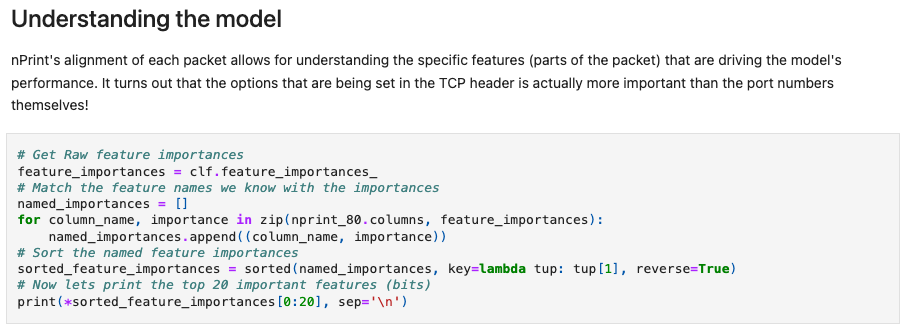 Understanding the model
nPrint's alignment of each packet allows for understanding the specific features (parts of the packet) that are driving the model's
performance. It turns out that the options that are being set in the TCP header is actually more important than the port numbers
themselves!
# Get Raw feature importances
feature_importances = clf.feature_importances_
# Match the feature names we know with the importances
named_importances = []
for column_name, importance in zip(nprint_80.columns, feature_importances):
    named_importances.append((column_name, importance))
# Sort the named feature importances
sorted_feature_importances = sorted(named_importances, key=lambda tup: tup[1], reverse=True)
# Now lets print the top 20 important features (bits)
print(*sorted_feature_importances[0:20], sep='\n')